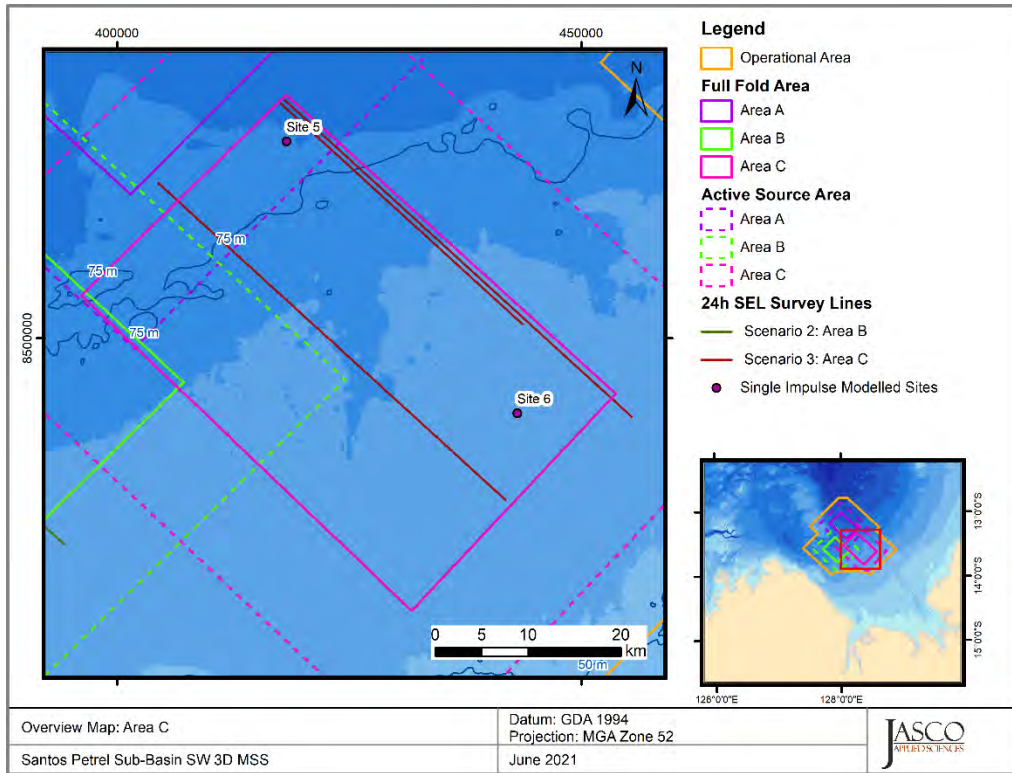 400000
450000
8500000
N
Site 5
75 m
75 m
75 m
Site 6
0 5 10 20
km
50 m
Legend
Operational Area
Full Fold Area
Area A
Area B
Area C
Active Source Area
Area A
Area B
Area C
24h SEL Survey Lines
Scenario 2: Area B
Scenario 3: Area C
Single Impulse Modelled Sites
13°0'0"S
14°0'0"S
15°0'0"S
126°0'0"E
128°0'0"E
Overview Map: Area C
Datum: GDA 1994
Projection: MGA Zone 52
Santos Petrel Sub-Basin SW 3D MSS
June 2021
JASCO
APPLIED SCIENCES